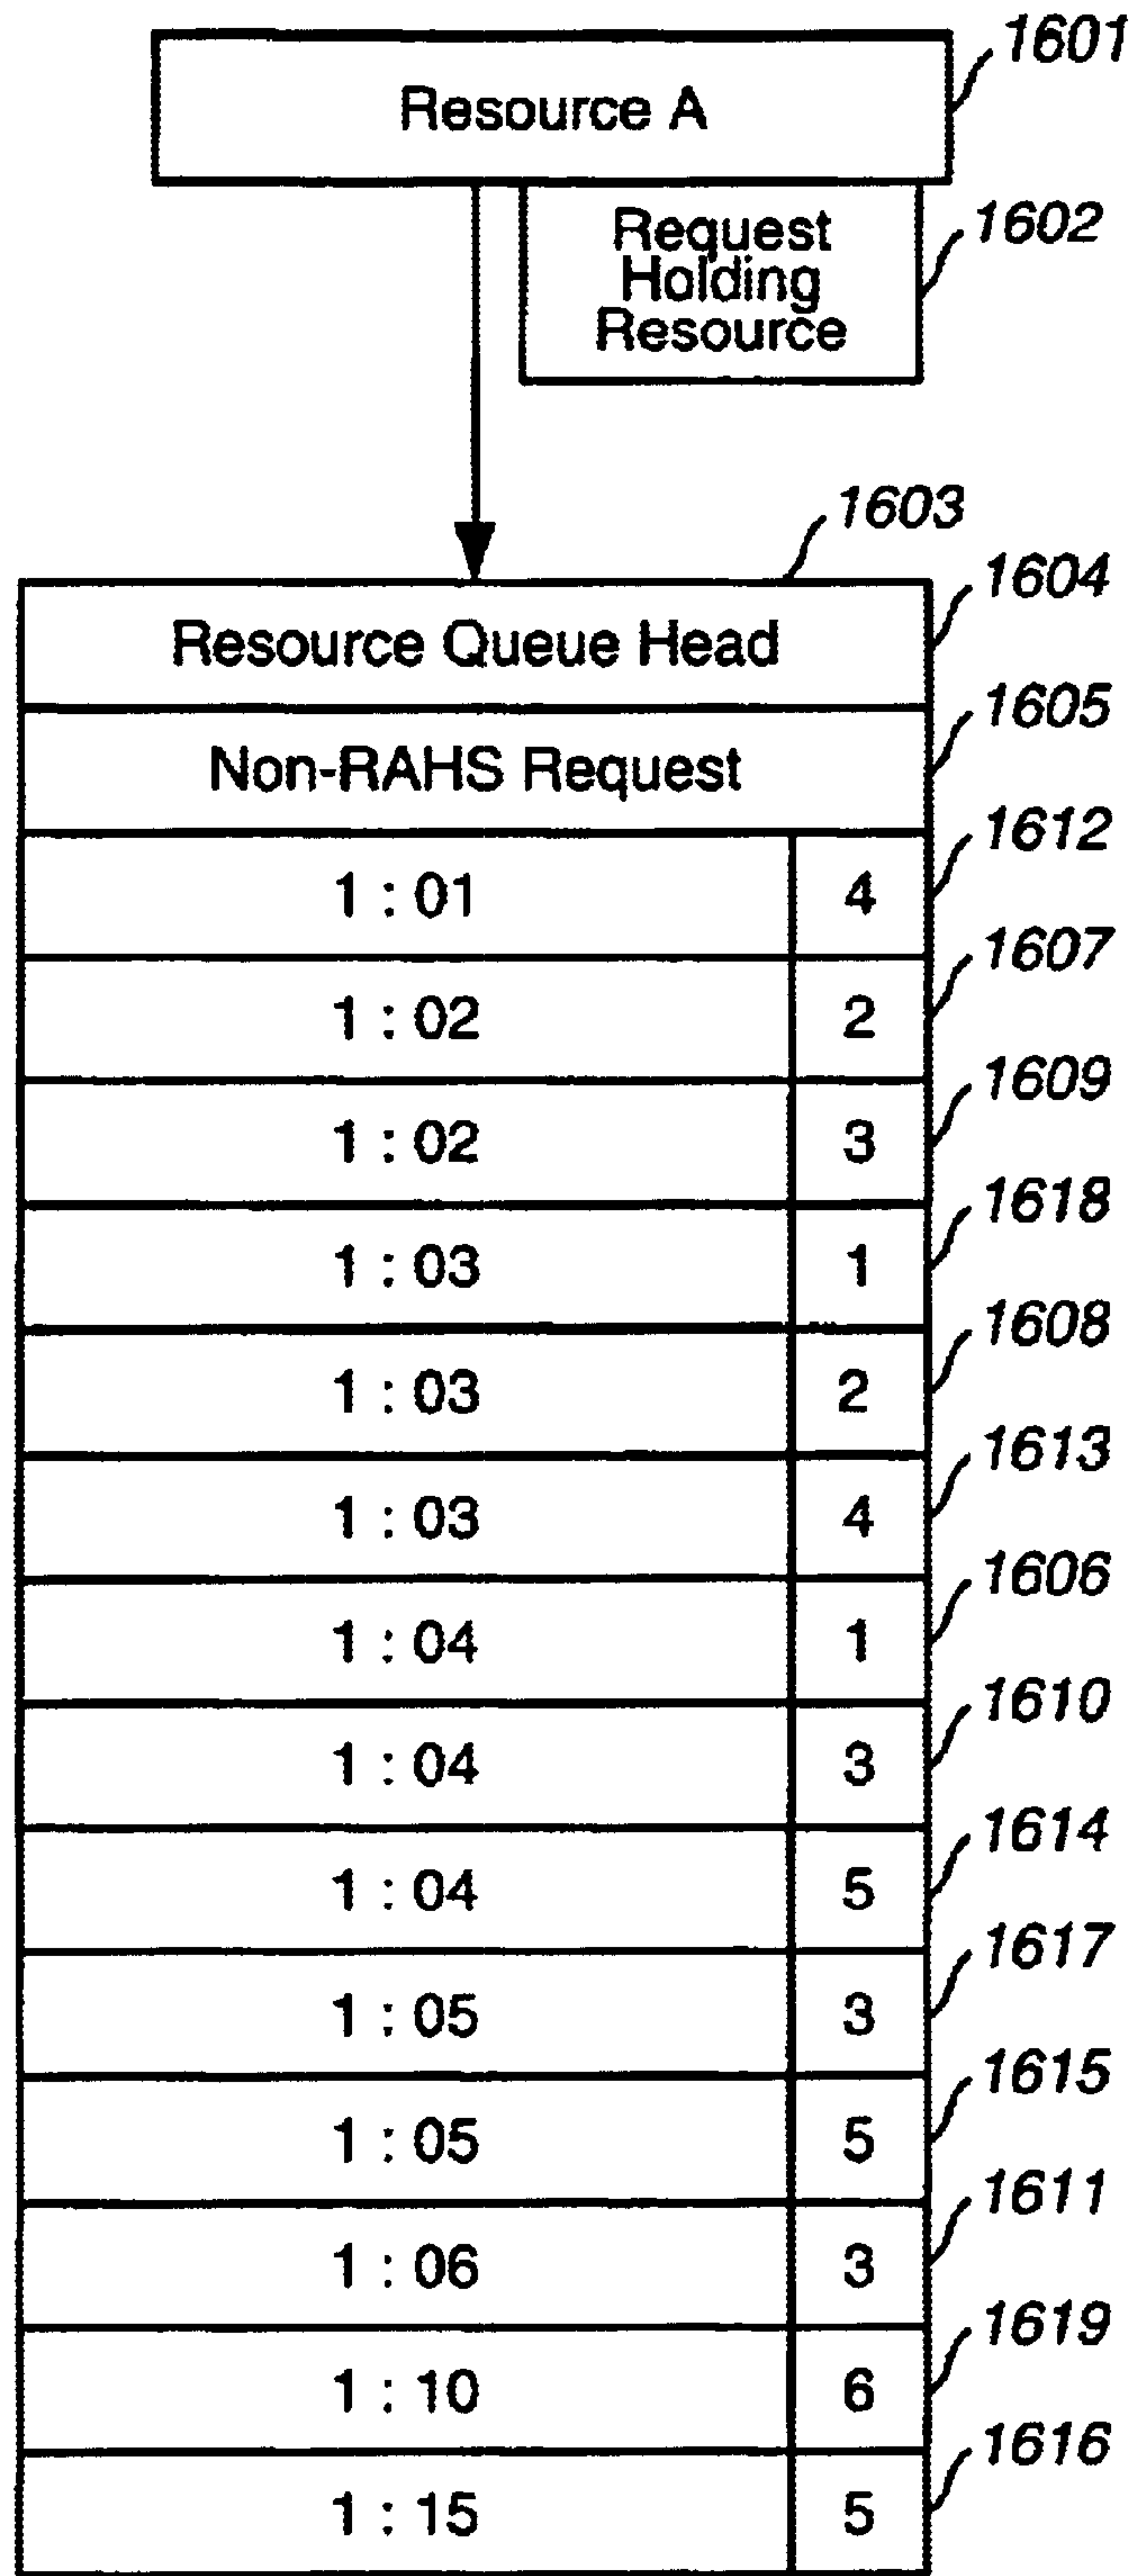 1601
Resource A
Request
Holding
Resource
1602
1603
Resource Queue Head
1604
Non-RAHS Request
1605
1 : 01 4
1612
1 : 02 2
1607
1 : 02 3
1609
1 : 03 1
1618
1 : 03 2
1608
1 : 03 4
1613
1 : 04 1
1606
1 : 04 3
1610
1 : 04 5
1614
1 : 05 3
1617
1 : 05 5
1615
1 : 06 3
1611
1 : 10 6
1619
1 : 15 5
1616